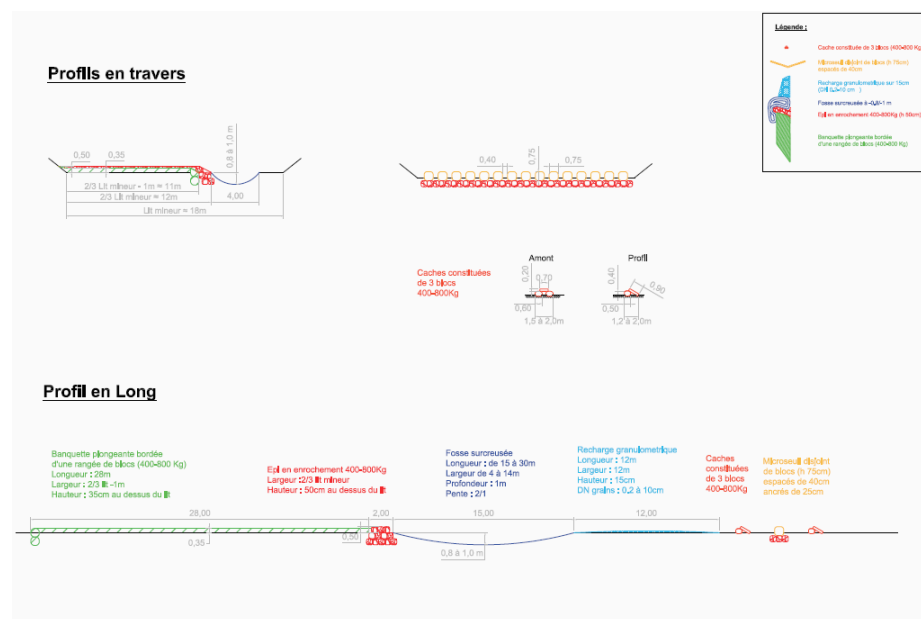 Légende :
Cache constituée de 3 blocs (400-800 Kg)
Microseuil disjoint de blocs (h 75cm)
espacés de 40cm
Recharge granulometrique sur 15cm
Fosse surcreusée à -0,8/-1 m
Epi en enrochement 400-800Kg (h 50cm)
Banquette plongeante bordée
d'une rangée de blocs (400-800 Kg)
Profils en travers
0,50
0,35
0,8 à 1,0 m
2/3 Lit mineur - 1m = 11m
2/3 Lit mineur = 12m
4,00
Lit mineur = 18m
0,40
0,75
0,75
Caches constituées
de 3 blocs
400-800Kg
Amont
0,20
0,70
0,60
1,5 à 2,0m
Profil
0,40
0,90
0,50
1,2 à 2,0m
Profil en Long
Banquette plongeante bordée
d'une rangée de blocs (400-800 Kg)
Longueur : 28m
Largeur : 2/3 lit -1m
Hauteur : 35cm au dessus du lit
Epi en enrochement 400-800Kg
Largeur :2/3 lit mineur
Hauteur : 50cm au dessus du lit
Fosse surcreusée
Longueur : de 15 à 30m
Largeur de 4 à 14m
Profondeur : 1m
Pente : 2/1
Recharge granulometrique
Longueur : 12m
Largeur : 12m
Hauteur : 15cm
DN grains : 0,2 à 10cm
Caches
constituées
de 3 blocs
400-800Kg
Microseuil disjoint
de blocs (h 75cm)
espacés de 40cm
ancrés de 25cm
28,00
2,00
15,00
12,00
0,35
0,50
0,8 à 1,0 m